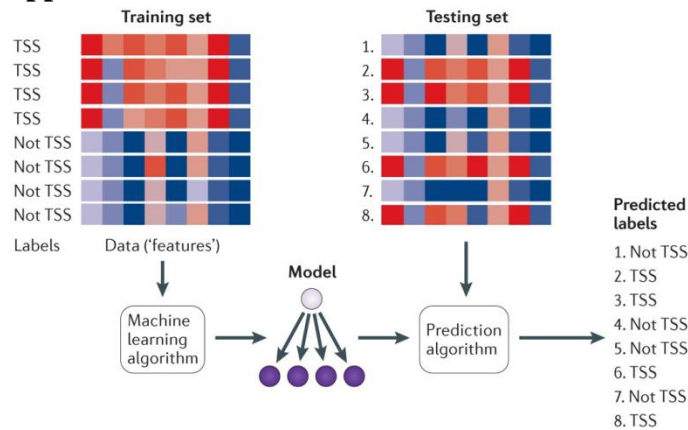 Training set
TSS
TSS
TSS
TSS
Not TSS
Not TSS
Not TSS
Not TSS
Labels Data ('features')
Testing set
1.
2.
3.
4.
5.
6.
7.
8.
Machine
learning
algorithm
Model
Prediction
algorithm
Predicted
labels
1. Not TSS
2. TSS
3. TSS
4. Not TSS
5. Not TSS
6. TSS
7. Not TSS
8. TSS